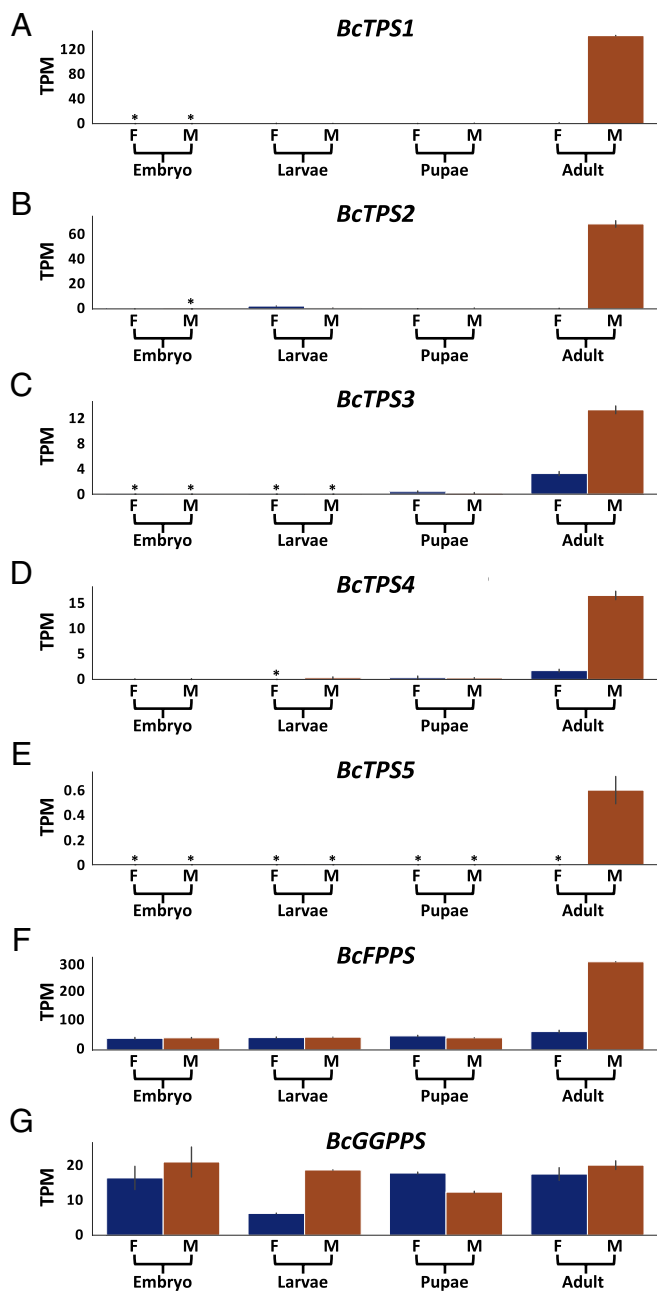 A
BcTPS1
TPM
120
80
40
0
* *
F M F M F M F M
Embryo Larvae Pupae Adult
B
BcTPS2
TPM
60
40
20
0
*
F M F M F M F M
Embryo Larvae Pupae Adult
C
BcTPS3
TPM
12
8
4
0
* * * *
F M F M F M F M
Embryo Larvae Pupae Adult
D
BcTPS4
TPM
15
10
5
0
*
F M F M F M F M
Embryo Larvae Pupae Adult
E
BcTPS5
TPM
0.6
0.4
0.2
0
* * * * * * *
F M F M F M F M
Embryo Larvae Pupae Adult
F
BcFPPS
TPM
300
200
100
0
F M F M F M F M
Embryo Larvae Pupae Adult
G
BcGGPPS
TPM
20
10
0
F M F M F M F M
Embryo Larvae Pupae Adult